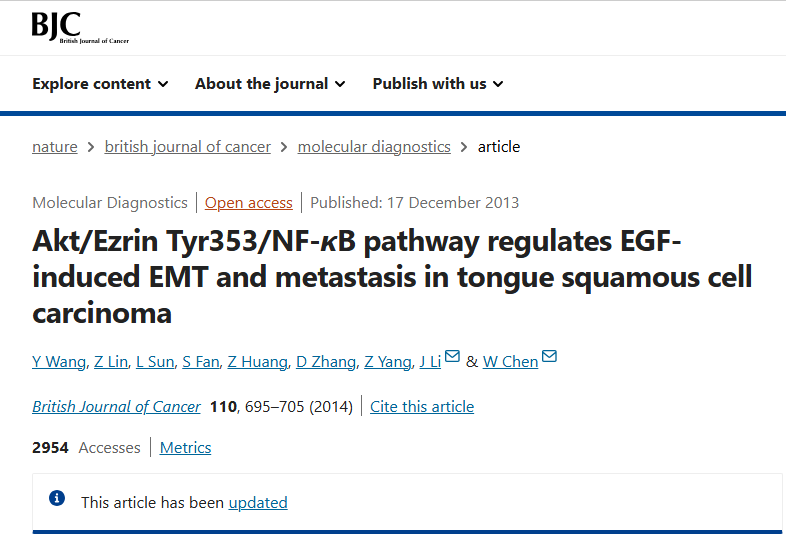 BJC
British Journal of Cancer
Explore content About the journal Publish with us
nature > british journal of cancer > molecular diagnostics > article
Molecular Diagnostics | Open access | Published: 17 December 2013
Akt/Ezrin Tyr353/NF-κB pathway regulates EGF-
induced EMT and metastasis in tongue squamous cell
carcinoma
Y Wang, Z Lin, L Sun, S Fan, Z Huang, D Zhang, Z Yang, J Li & W Chen
British Journal of Cancer 110, 695–705 (2014) | Cite this article
2954 Accesses | Metrics
This article has been updated